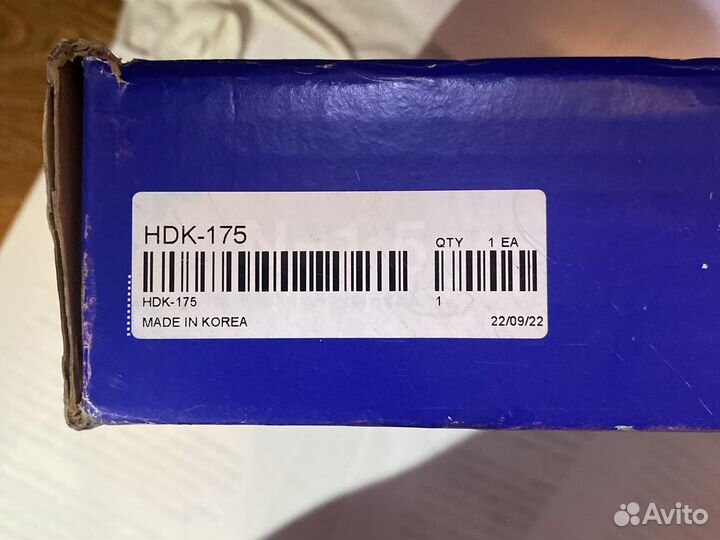 HDK-175
QTY 1 EA
HDK-175
1
MADE IN KOREA
22/09/22
Avito